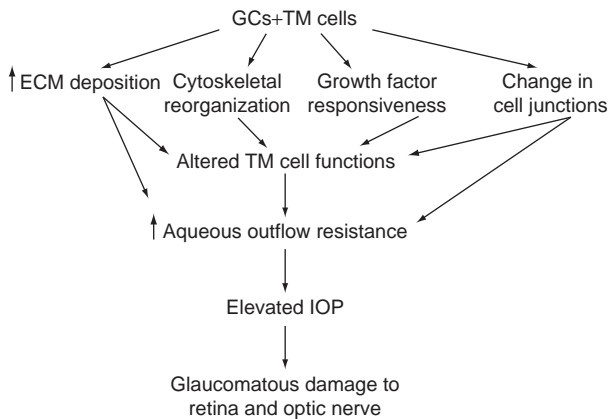 GCs+TM cells
↑ ECM deposition
Cytoskeletal
reorganization
Growth factor
responsiveness
Change in
cell junctions
Altered TM cell functions
↑ Aqueous outflow resistance
Elevated IOP
Glaucomatous damage to
retina and optic nerve